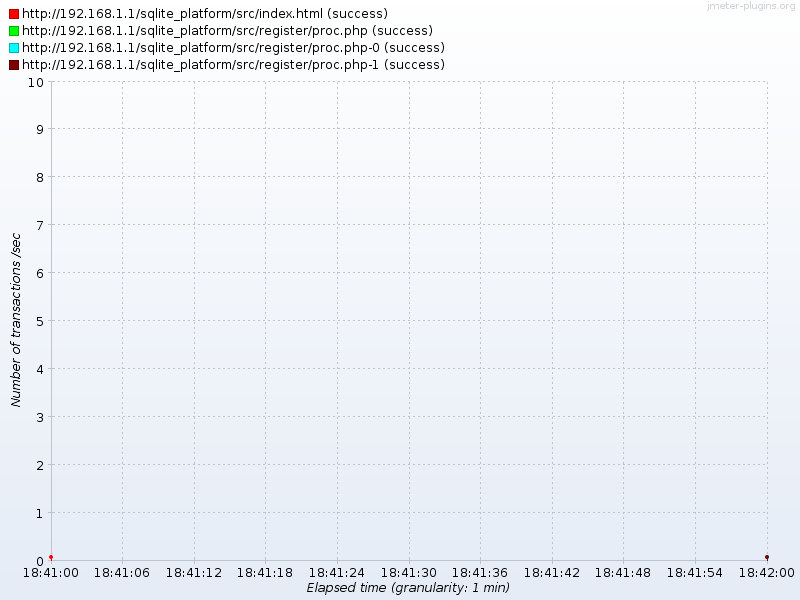 jmeter-plugins.org
http://192.168.1.1/sqlite_platform/src/index.html (success)
http://192.168.1.1/sqlite_platform/src/register/proc.php (success)
http://192.168.1.1/sqlite_platform/src/register/proc.php-0 (success)
http://192.168.1.1/sqlite_platform/src/register/proc.php-1 (success)
Number of transactions /sec
10
9
8
7
6
5
4
3
2
1
0
18:41:00 18:41:06 18:41:12 18:41:18 18:41:24 18:41:30 18:41:36 18:41:42 18:41:48 18:41:54 18:42:00
Elapsed time (granularity: 1 min)